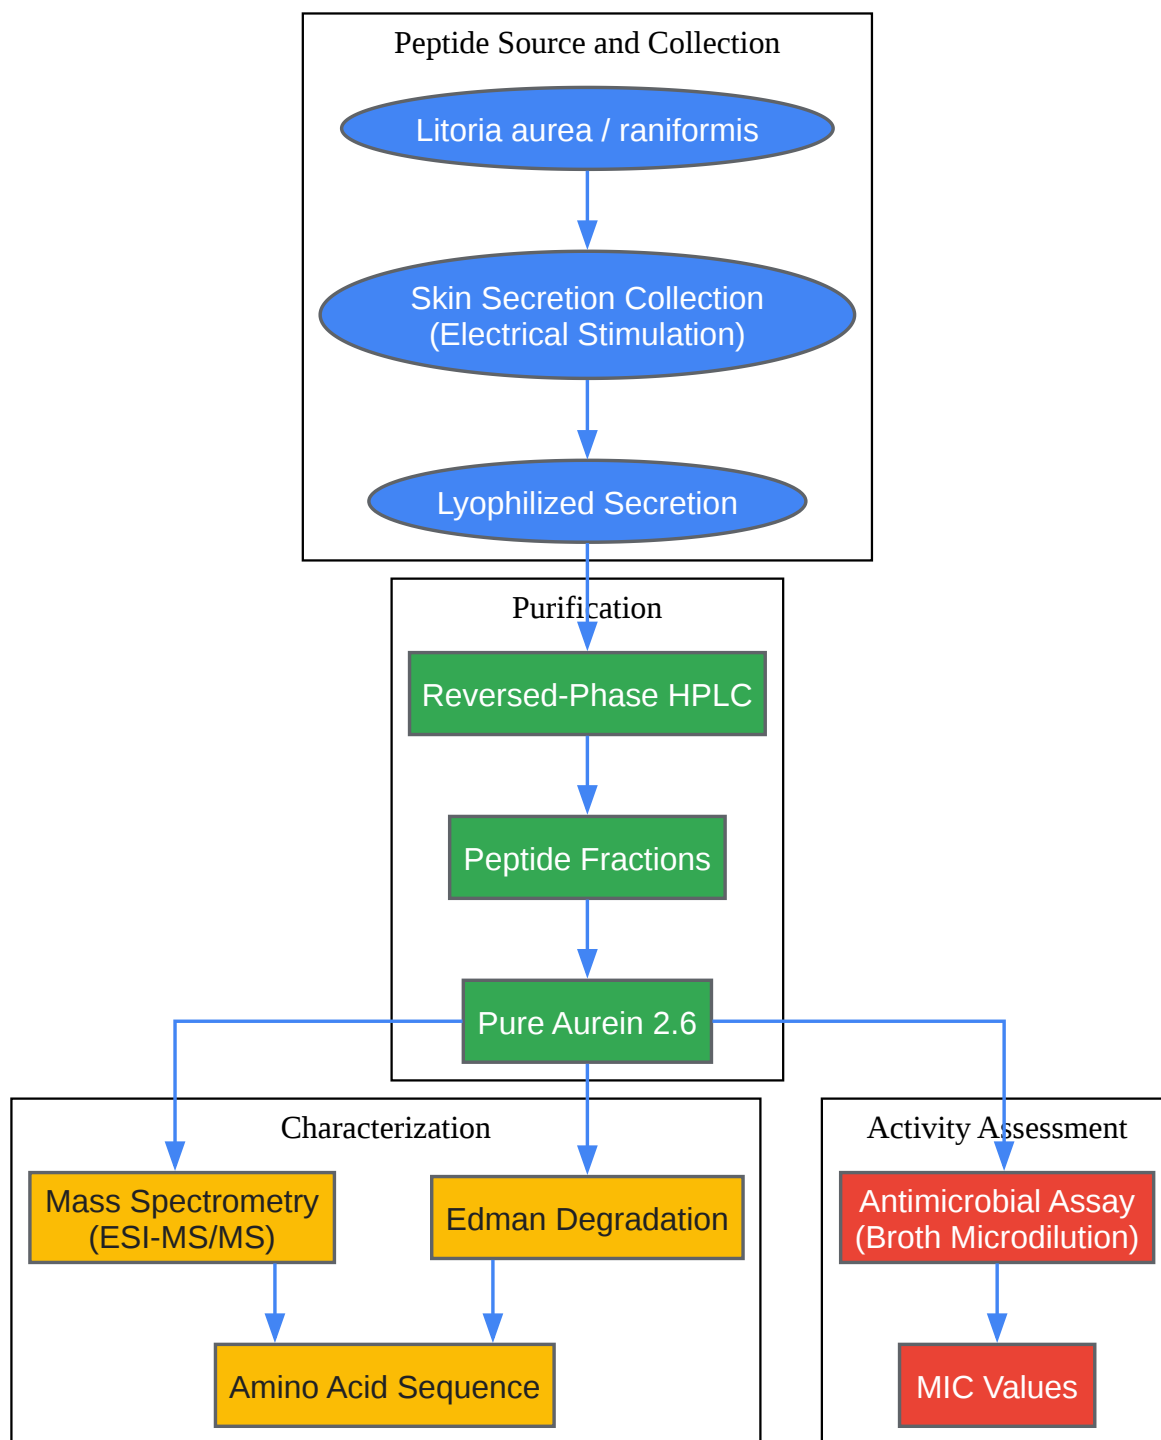 Peptide Source and Collection
Litoria aurea / raniformis
Skin Secretion Collection
(Electrical Stimulation)
Lyophilized Secretion
Purification
Reversed-Phase HPLC
Peptide Fractions
Pure Aurein 2.6
Characterization
Activity Assessment
Mass Spectrometry
(ESI-MS/MS)
Edman Degradation
Antimicrobial Assay
(Broth Microdilution)
Amino Acid Sequence
MIC Values